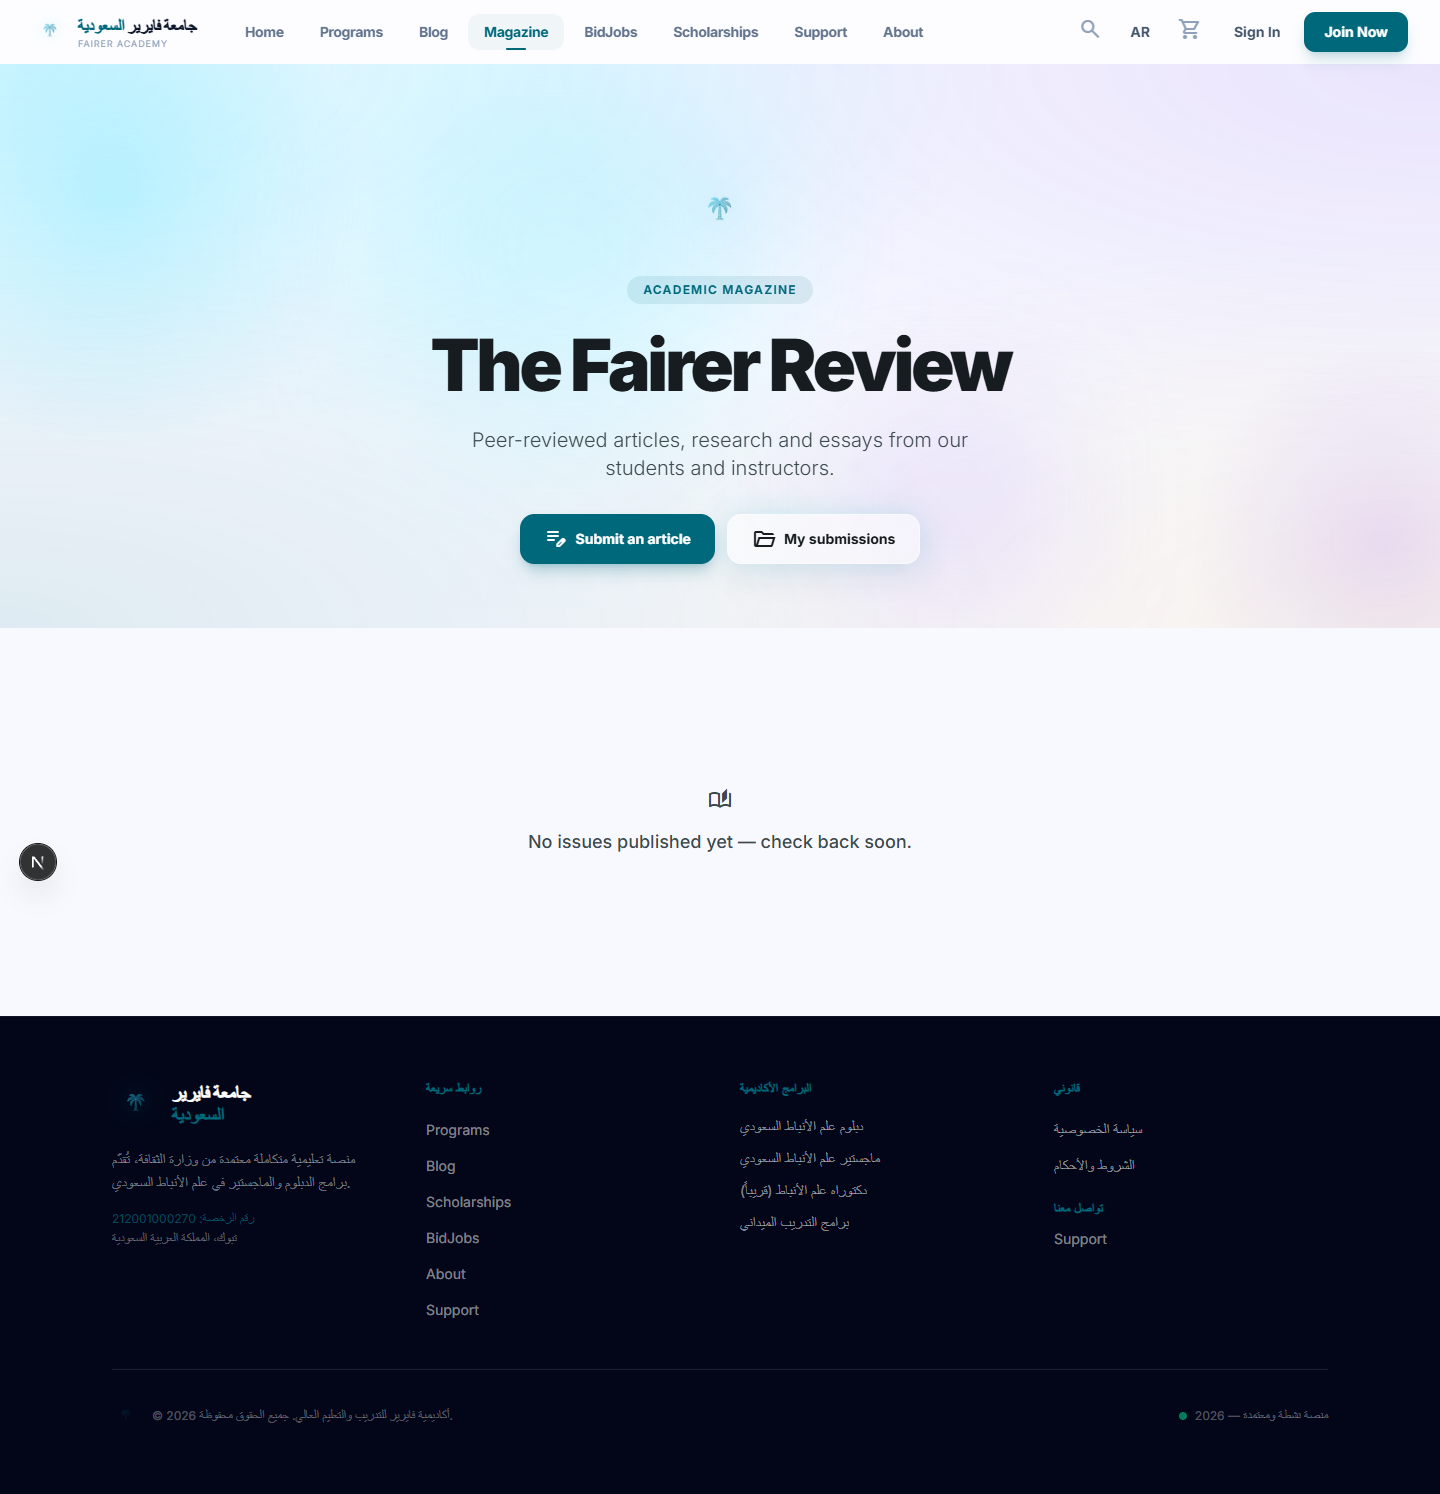 جامعة فايرير السعودية
FAIRER ACADEMY
Home
Programs
Blog
Magazine
BidJobs
Scholarships
Support
About
AR
Sign In
Join Now
ACADEMIC MAGAZINE
The Fairer Review
Peer-reviewed articles, research and essays from our
students and instructors.
Submit an article
My submissions
No issues published yet — check back soon.
N
جامعة فايرير
السعودية
منصة تعليمية متكاملة معتمدة من وزارة الثقافة، تُقدّم
برامج الدبلوم والماجستير في علم الأنباط السعودي.
رقم الرخصة: 212001000270
تبوك، المملكة العربية السعودية
روابط سريعة
Programs
Blog
Scholarships
BidJobs
About
Support
البرامج الأكاديمية
دبلوم علم الأنباط السعودي
ماجستير علم الأنباط السعودي
دكتوراه علم الأنباط (قريباً)
برامج التدريب الميداني
قانوني
سياسة الخصوصية
الشروط والأحكام
تواصل معنا
Support
© 2026 أكاديمية فايرير للتدريب والتعليم العالي. جميع الحقوق محفوظة.
منصة نشطة ومعتمدة — 2026